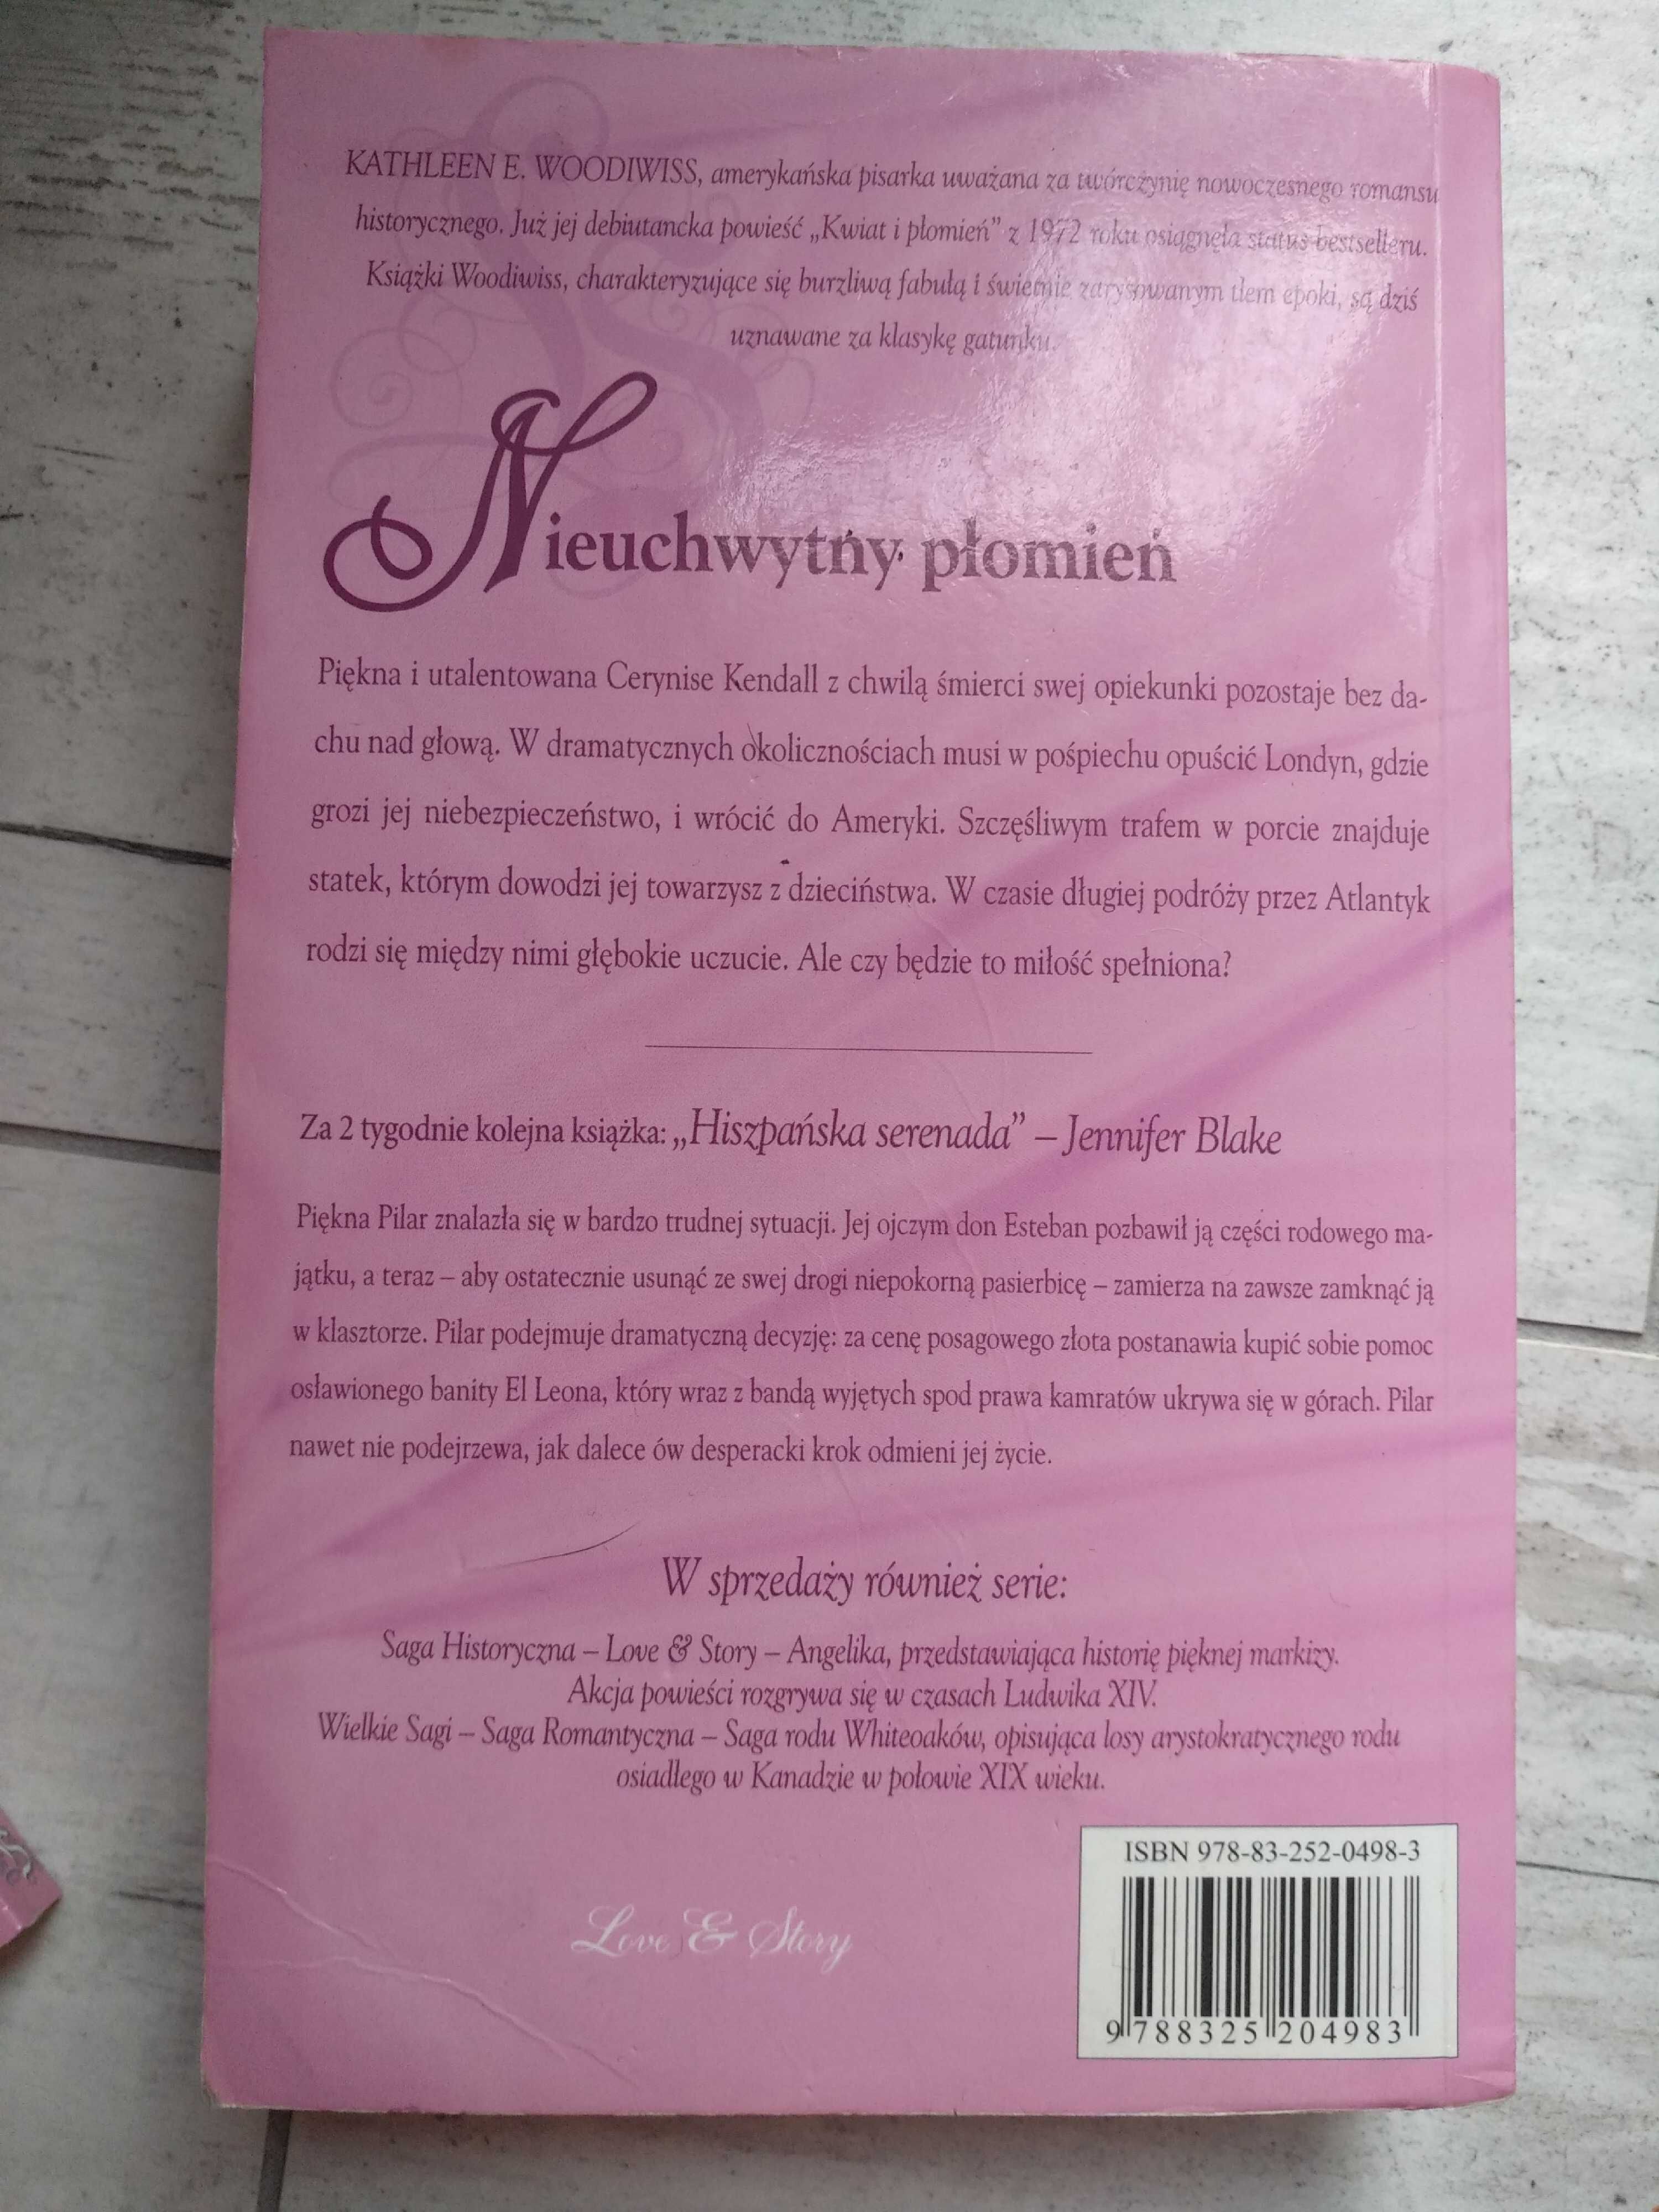 KATHLEEN E. WOODIWISS, amerykańska pisarka uważana za twórczynię nowoczesnego romansu
historycznego. Już jej debiutancka powieść „Kwiat i płomień” z 1972 roku osiągnęła status bestselleru.
Książki Woodiwiss, charakteryzujące się burzliwą fabułą i świetnie zarysowanym tłem epoki, są dziś
uznawane za klasykę gatunku.
Nieuchwytny płomień
Piękna i utalentowana Cerynise Kendall z chwilą śmierci swej opiekunki pozostaje bez da-
chu nad głową. W dramatycznych okolicznościach musi w pośpiechu opuścić Londyn, gdzie
grozi jej niebezpieczeństwo, i wrócić do Ameryki. Szczęśliwym trafem w porcie znajduje
statek, którym dowodzi jej towarzysz z dzieciństwa. W czasie długiej podróży przez Atlantyk
rodzi się między nimi głębokie uczucie. Ale czy będzie to miłość spełniona?
Za 2 tygodnie kolejna książka: „Hiszpańska serenada” – Jennifer Blake
Piękna Pilar znalazła się w bardzo trudnej sytuacji. Jej ojczym don Esteban pozbawił ją części rodowego ma-
jątku, a teraz – aby ostatecznie usunąć ze swej drogi niepokorną pasierbicę – zamierza na zawsze zamknąć ją
w klasztorze. Pilar podejmuje dramatyczną decyzję: za cenę posagowego złota postanawia kupić sobie pomoc
osławionego banity El Leona, który wraz z bandą wyjętych spod prawa kamratów ukrywa się w górach. Pilar
nawet nie podejrzewa, jak dalece ów desperacki krok odmieni jej życie.
W sprzedaży również serie:
Saga Historyczna – Love & Story – Angelika, przedstawiająca historię pięknej markizy.
Akcja powieści rozgrywa się w czasach Ludwika XIV.
Wielkie Sagi – Saga Romantyczna – Saga rodu Whiteoaków, opisująca losy arystokratycznego rodu
osiadłego w Kanadzie w połowie XIX wieku.
ISBN 978-83-252-0498-3
Love & Story
9 788325 204983